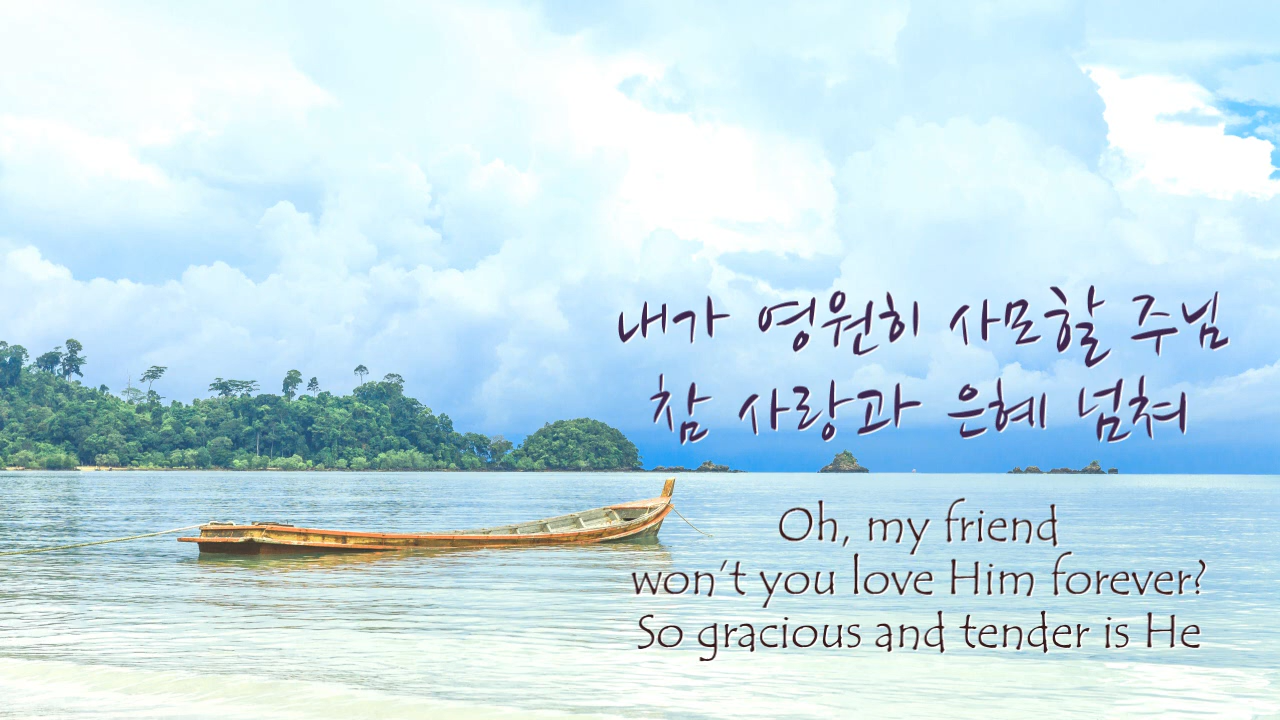 내가 영원히 사모할 주님
참 사랑과 은혜 넘쳐
Oh, my friend
won't you love Him forever?
So gracious and tender is He